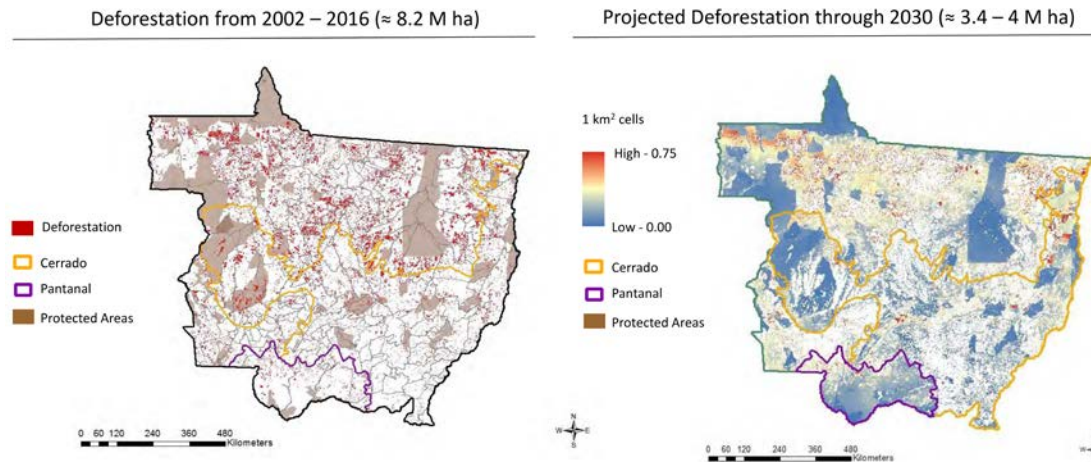 Deforestation from 2002 – 2016 (≈ 8.2 M ha)
Deforestation
Cerrado
Pantanal
Protected Areas
0 60 120 240 360 480
Kilometers
N
W E
S
Projected Deforestation through 2030 (≈ 3.4 – 4 M ha)
1 km² cells
High - 0.75
Low - 0.00
Cerrado
Pantanal
Protected Areas
0 60 120 240 360 480
Kilometers
W